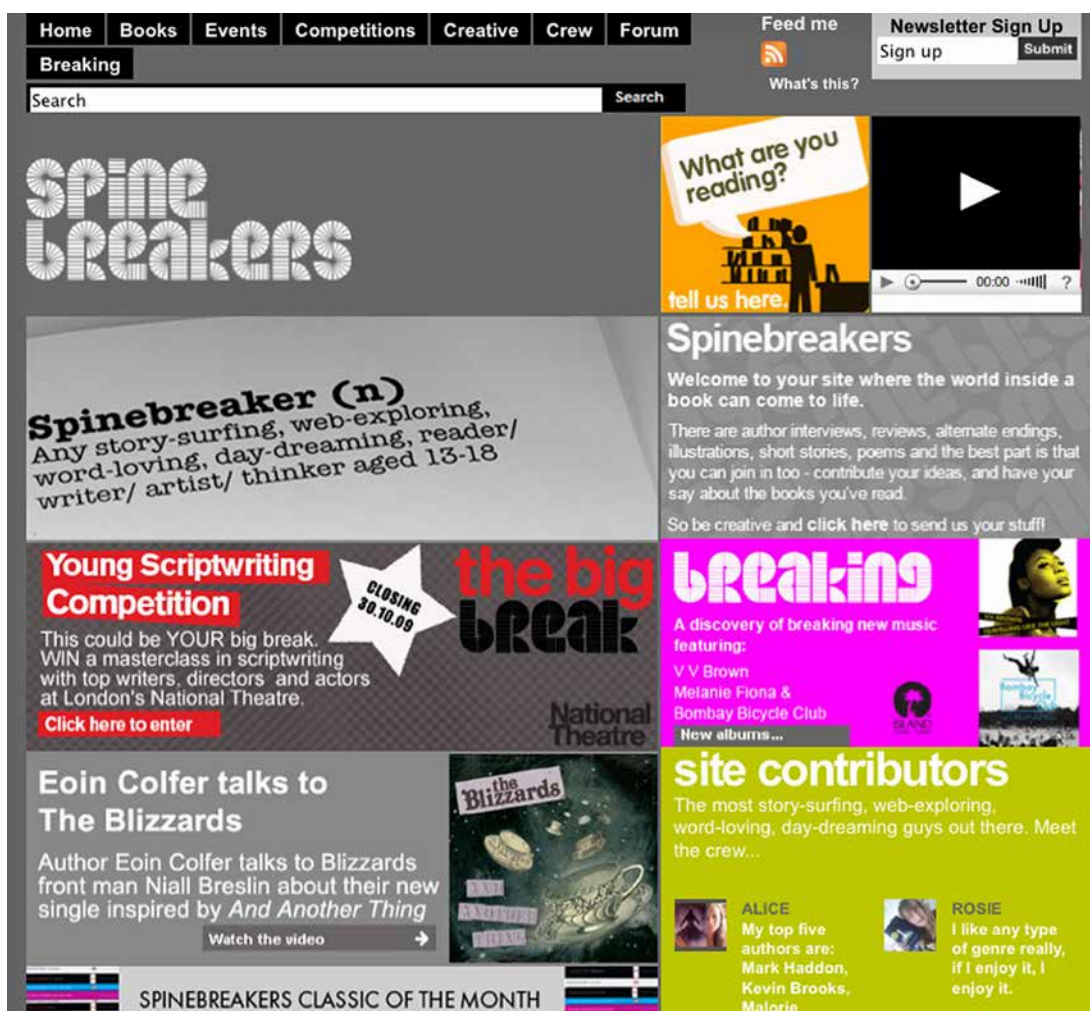 Home Books Events Competitions Creative Crew Forum
Breaking
Search Search
Feed me
What's this?
Newsletter Sign Up
Sign up Submit
spine
breakers
What are you
reading?
tell us here.
00:00 ?
Spinebreaker (n)
Any story-surfing, web-exploring,
word-loving, day-dreaming, reader/
writer/ artist/ thinker aged 13-18
Spinebreakers
Welcome to your site where the world inside a
book can come to life.
There are author interviews, reviews, alternate endings,
illustrations, short stories, poems and the best part is that
you can join in too - contribute your ideas, and have your
say about the books you've read.
So be creative and click here to send us your stuff!
Young Scriptwriting
Competition
This could be YOUR big break.
WIN a masterclass in scriptwriting
with top writers, directors and actors
at London's National Theatre.
Click here to enter
CLOSING
30.10.09
the big
break
National
Theatre
breaking
A discovery of breaking new music
featuring:
V V Brown
Melanie Fiona &
Bombay Bicycle Club
New albums...
ISLAND
Bombay
Bicycle
Club
Eoin Colfer talks to
The Blizzards
Author Eoin Colfer talks to Blizzards
front man Niall Breslin about their new
single inspired by And Another Thing
Watch the video
the
Blizzards
AND
ANOTHER
THING
site contributors
The most story-surfing, web-exploring,
word-loving, day-dreaming guys out there. Meet
the crew...
ALICE
My top five
authors are:
Mark Haddon,
Kevin Brooks,
Malorie
ROSIE
I like any type
of genre really,
if I enjoy it, I
enjoy it.
SPINEBREAKERS CLASSIC OF THE MONTH